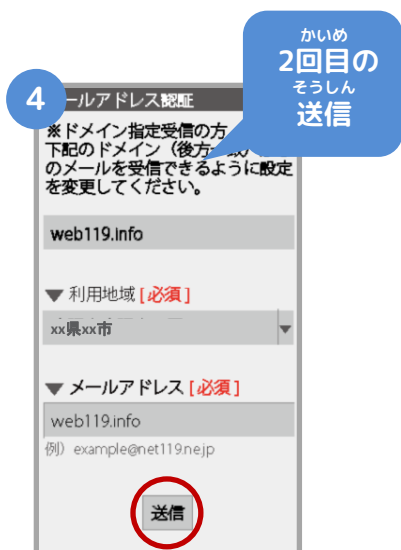 かいめ
2回目の
そうしん
送信
4
ールアドレス認証
※ドメイン指定受信の方
下記のドメイン（後方一致）
のメールを受信できるように設定
を変更してください。
web119.info
▼ 利用地域 [必須]
xx県xx市
▼ メールアドレス [必須]
web119.info
例） example@net119.ne.jp
送信